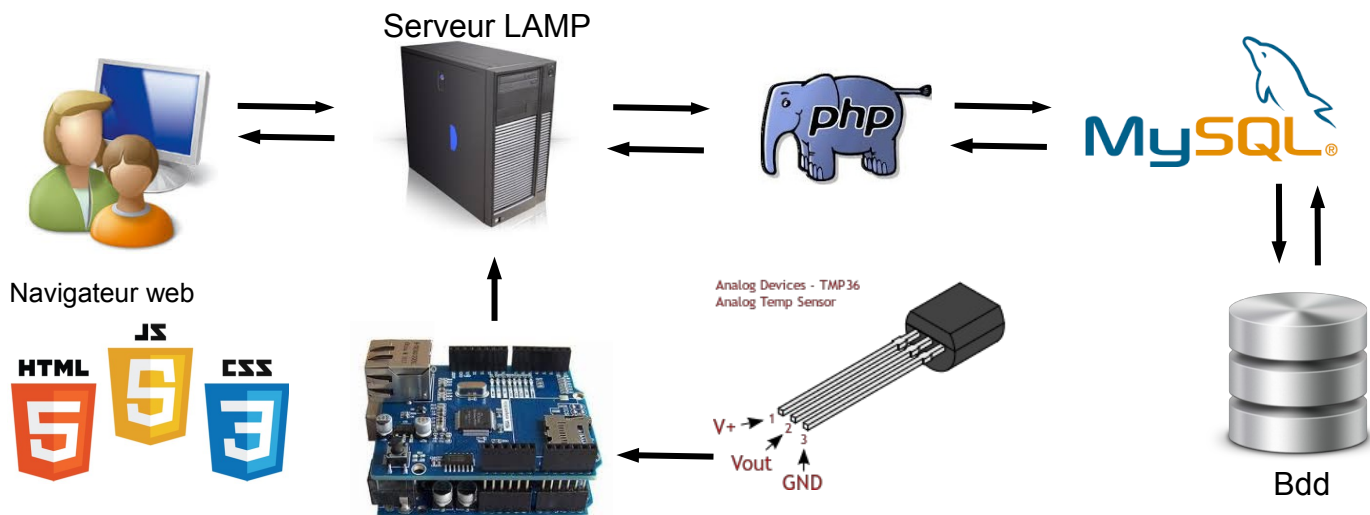 Serveur LAMP
php
MySQL®
Navigateur web
HTML
5
JS
5
CSS
3
Analog Devices - TMP36
Analog Temp Sensor
V+
1
Vout
2
GND
3
Bdd